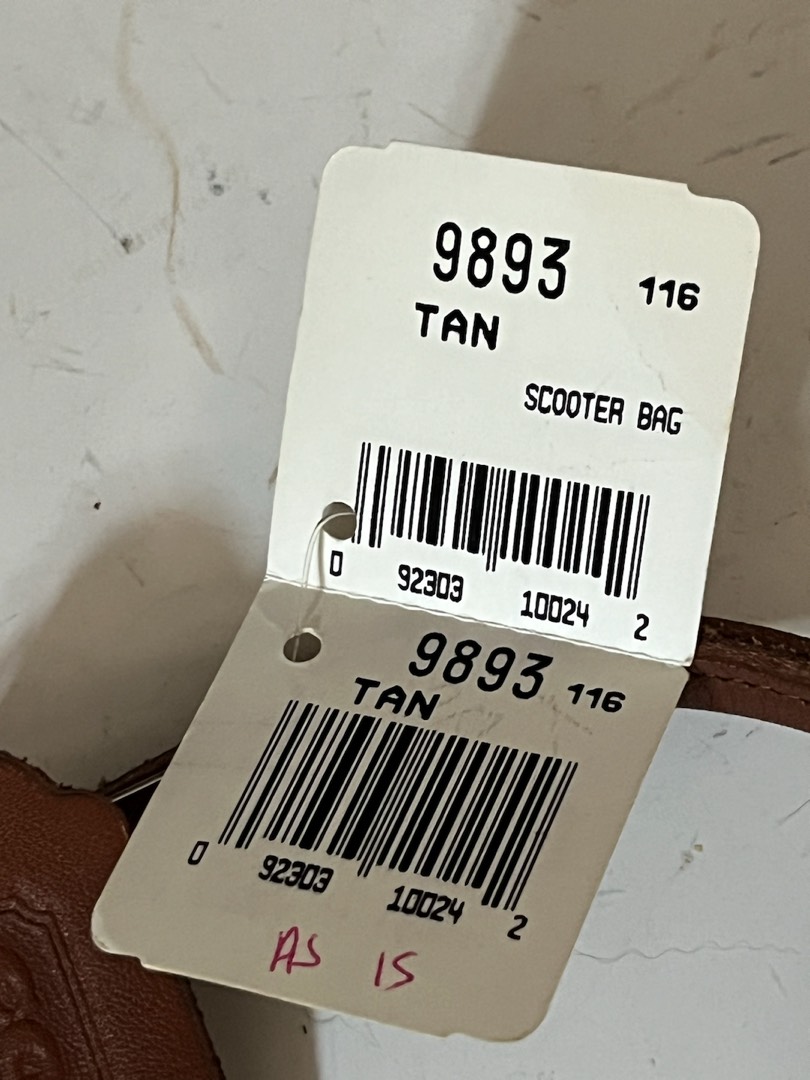 9893 116
TAN
SCOOTER BAG
0 92303 10024 2
9893 116
TAN
0 92303 10024 2
AS IS